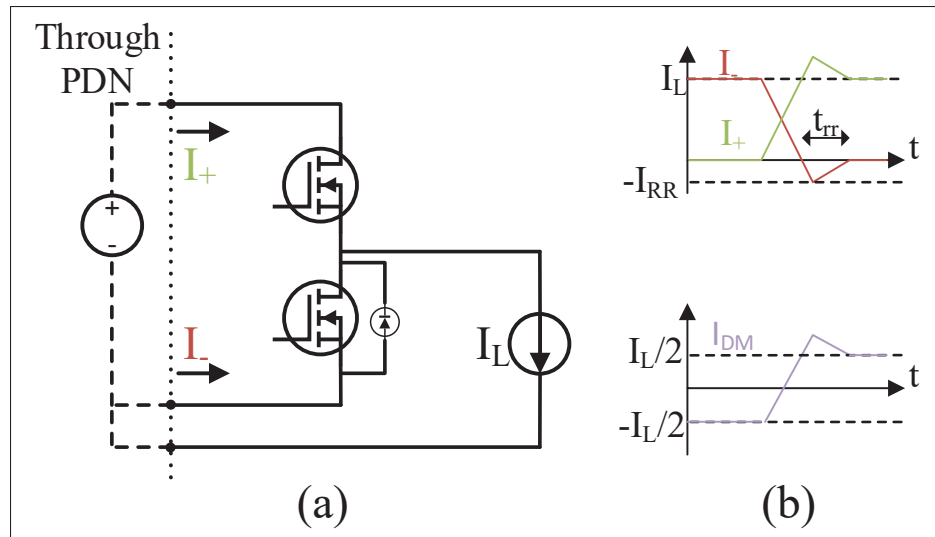 Through
PDN
I+
+
-
I-
IL
(a)
IL
I-
I+
trr
t
-IRR
IDM
IL/2
t
-IL/2
(b)